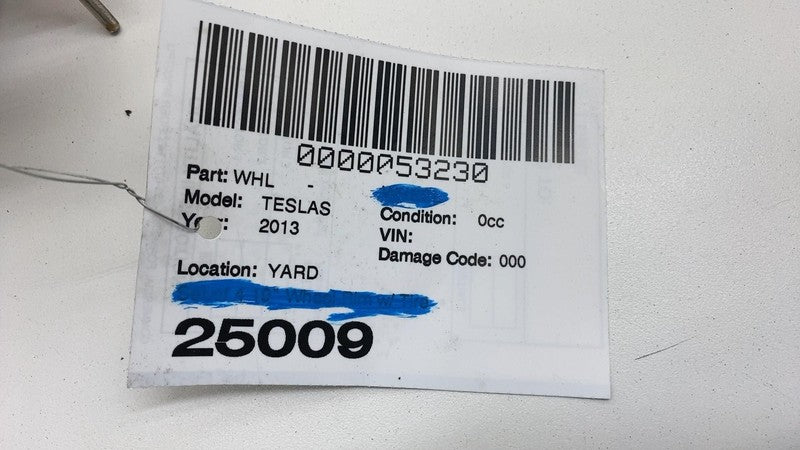 0000053230
Part: WHL -
Model: TESLAS
Condition: 0cc
Year: 2013
VIN:
Damage Code: 000
Location: YARD
25009